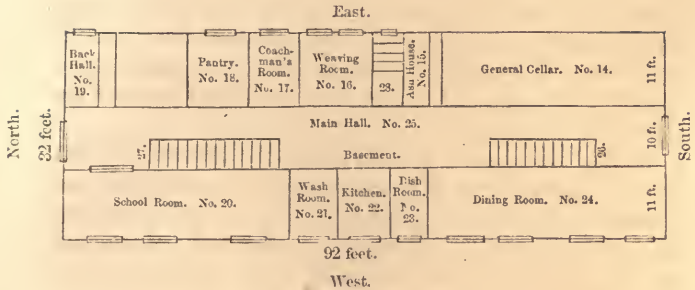 East.
Back
Hall.
No.
19.
Pantry.
No. 18.
Coach-
man's
Room.
No. 17.
Weaving
Room.
No. 16.
28.
Ash House.
No. 15.
General Cellar. No. 14.
11 ft.
North.
32 feet.
Main Hall. No. 25.
10 ft.
South.
27.
Basement.
26.
School Room. No. 20.
Wash
Room.
No. 21.
Kitchen.
No. 22.
Dish
Room.
No.
23.
Dining Room. No. 24.
11 ft.
92 feet.
West.